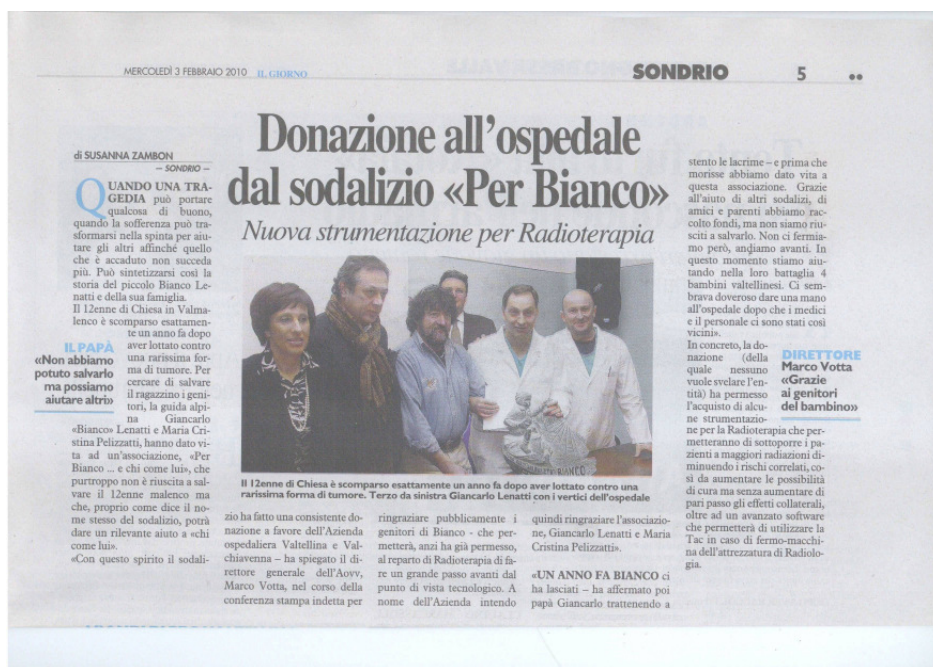 MERCOLEDÌ 3 FEBBRAIO 2010 IL GIORNO
SONDRIO 5
Donazione all'ospedale
dal sodalizio «Per Bianco»
Nuova strumentazione per Radioterapia
di SUSANNA ZAMBON
— SONDRIO —
QUANDO UNA TRA-
GEDIA può portare
qualcosa di buono,
quando la sofferenza può tra-
sformarsi nella spinta per aiu-
tare gli altri affinché quello
che è accaduto non succeda
più. Può sintetizzarsi così la
storia del piccolo Bianco Le-
natti e della sua famiglia.
Il 12enne di Chiesa in Valma-
lenco è scomparso esattamen-
te un anno fa dopo
aver lottato contro
una rarissima for-
ma di tumore. Per
cercare di salvare
il ragazzino i geni-
tori, la guida alpi-
na Giancarlo
«Bianco» Lenatti e Maria Cri-
stina Pelizzatti, hanno dato vi-
ta ad un'associazione, «Per
Bianco ... e chi come lui», che
purtroppo non è riuscita a sal-
vare il 12enne malenco ma
che, proprio come dice il no-
me stesso del sodalizio, potrà
dare un rilevante aiuto a «chi
come lui».
«Con questo spirito il sodali-
IL PAPÀ
«Non abbiamo
potuto salvarlo
ma possiamo
aiutare altri»
BIANCO
Il 12enne di Chiesa è scomparso esattamente un anno fa dopo aver lottato contro una
rarissima forma di tumore. Terzo da sinistra Giancarlo Lenatti con i vertici dell'ospedale
zio ha fatto una consistente do-
nazione a favore dell'Azienda
ospedaliera Valtellina e Val-
chiavenna – ha spiegato il di-
rettore generale dell'Aovv,
Marco Votta, nel corso della
conferenza stampa indetta per
ringraziare pubblicamente i
genitori di Bianco - che per-
metterà, anzi ha già permesso,
al reparto di Radioterapia di fa-
re un grande passo avanti dal
punto di vista tecnologico. A
nome dell'Azienda intendo
quindi ringraziare l'associazio-
ne, Giancarlo Lenatti e Maria
Cristina Pelizzatti».
«UN ANNO FA BIANCO ci
ha lasciati – ha affermato poi
papà Giancarlo trattenendo a
stento le lacrime – e prima che
morisse abbiamo dato vita a
questa associazione. Grazie
all'aiuto di altri sodalizi, di
amici e parenti abbiamo rac-
colto fondi, ma non siamo riu-
sciti a salvarlo. Non ci fermia-
mo però, andiamo avanti. In
questo momento stiamo aiu-
tando nella loro battaglia 4
bambini valtellinesi. Ci sem-
brava doveroso dare una mano
all'ospedale dopo che i medici
e il personale ci sono stati così
vicini».
In concreto, la do-
nazione (della
quale nessuno
vuole svelare l'en-
tità) ha permesso
l'acquisto di alcu-
ne strumentazio-
ne per la Radioterapia che per-
metteranno di sottoporre i pa-
zienti a maggiori radiazioni di-
minuendo i rischi correlati, co-
sì da aumentare le possibilità
di cura ma senza aumentare di
pari passo gli effetti collaterali,
oltre ad un avanzato software
che permetterà di utilizzare la
Tac in caso di fermo-macchi-
na dell'attrezzatura di Radiolo-
gia.
DIRETTORE
Marco Votta
«Grazie
ai genitori
del bambino»